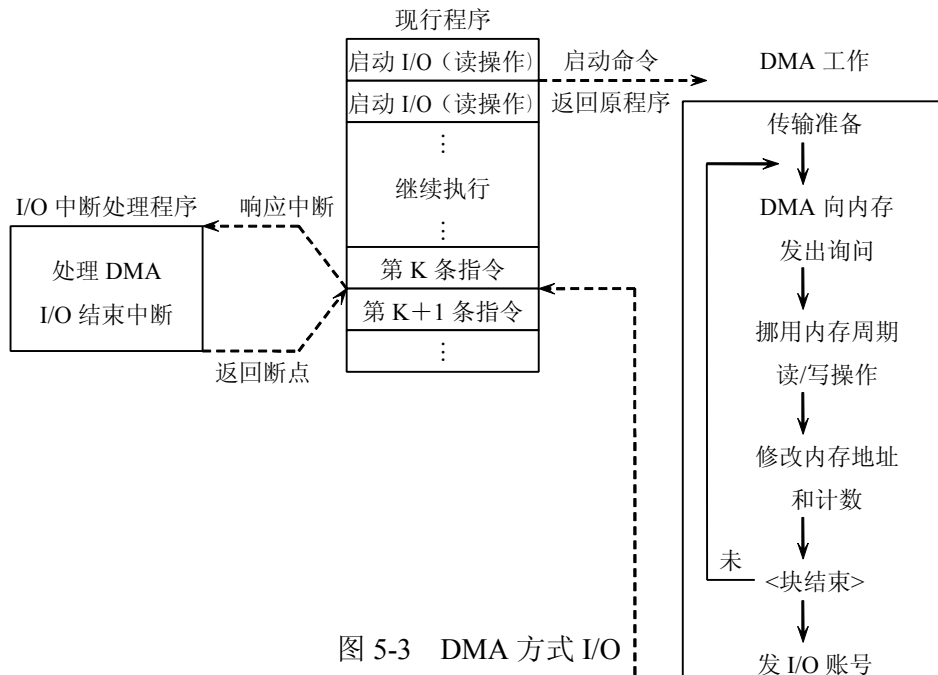 现行程序
启动 I/O（读操作）
启动 I/O（读操作）
⋮
继续执行
⋮
第 K 条指令
第 K＋1 条指令
⋮
启动命令
返回原程序
DMA 工作
传输准备
DMA 向内存
发出询问
挪用内存周期
读/写操作
修改内存地址
和计数
未
<块结束>
发 I/O 账号
I/O 中断处理程序
响应中断
处理 DMA
I/O 结束中断
返回断点
图 5-3 DMA 方式 I/O